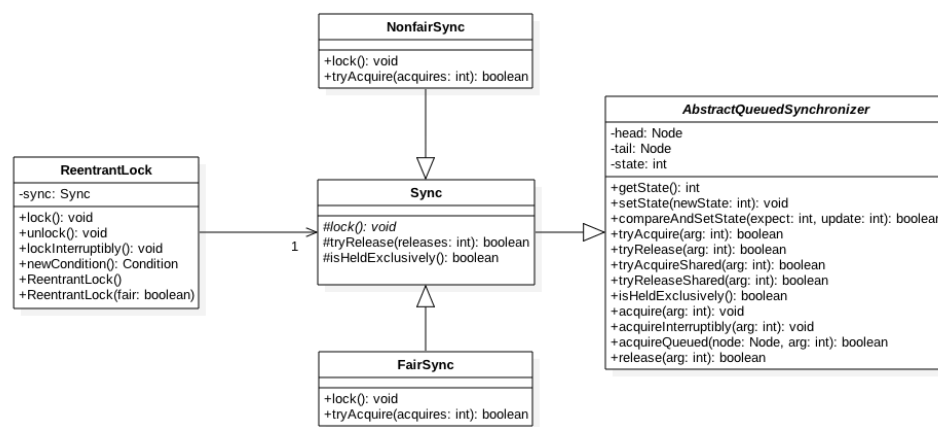 NonfairSync
+lock(): void
+tryAcquire(acquires: int): boolean
AbstractQueuedSynchronizer
-head: Node
-tail: Node
-state: int
+getState(): int
+setState(newState: int): void
+compareAndSetState(expect: int, update: int): boolean
+tryAcquire(arg: int): boolean
+tryRelease(arg: int): boolean
+tryAcquireShared(arg: int): boolean
+tryReleaseShared(arg: int): boolean
+isHeldExclusively(): boolean
+acquire(arg: int): void
+acquireInterruptibly(arg: int): void
+acquireQueued(node: Node, arg: int): boolean
+release(arg: int): boolean
ReentrantLock
-sync: Sync
+lock(): void
+unlock(): void
+lockInterruptibly(): void
+newCondition(): Condition
+ReentrantLock()
+ReentrantLock(fair: boolean)
1
Sync
#lock(): void
#tryRelease(releases: int): boolean
#isHeldExclusively(): boolean
FairSync
+lock(): void
+tryAcquire(acquires: int): boolean